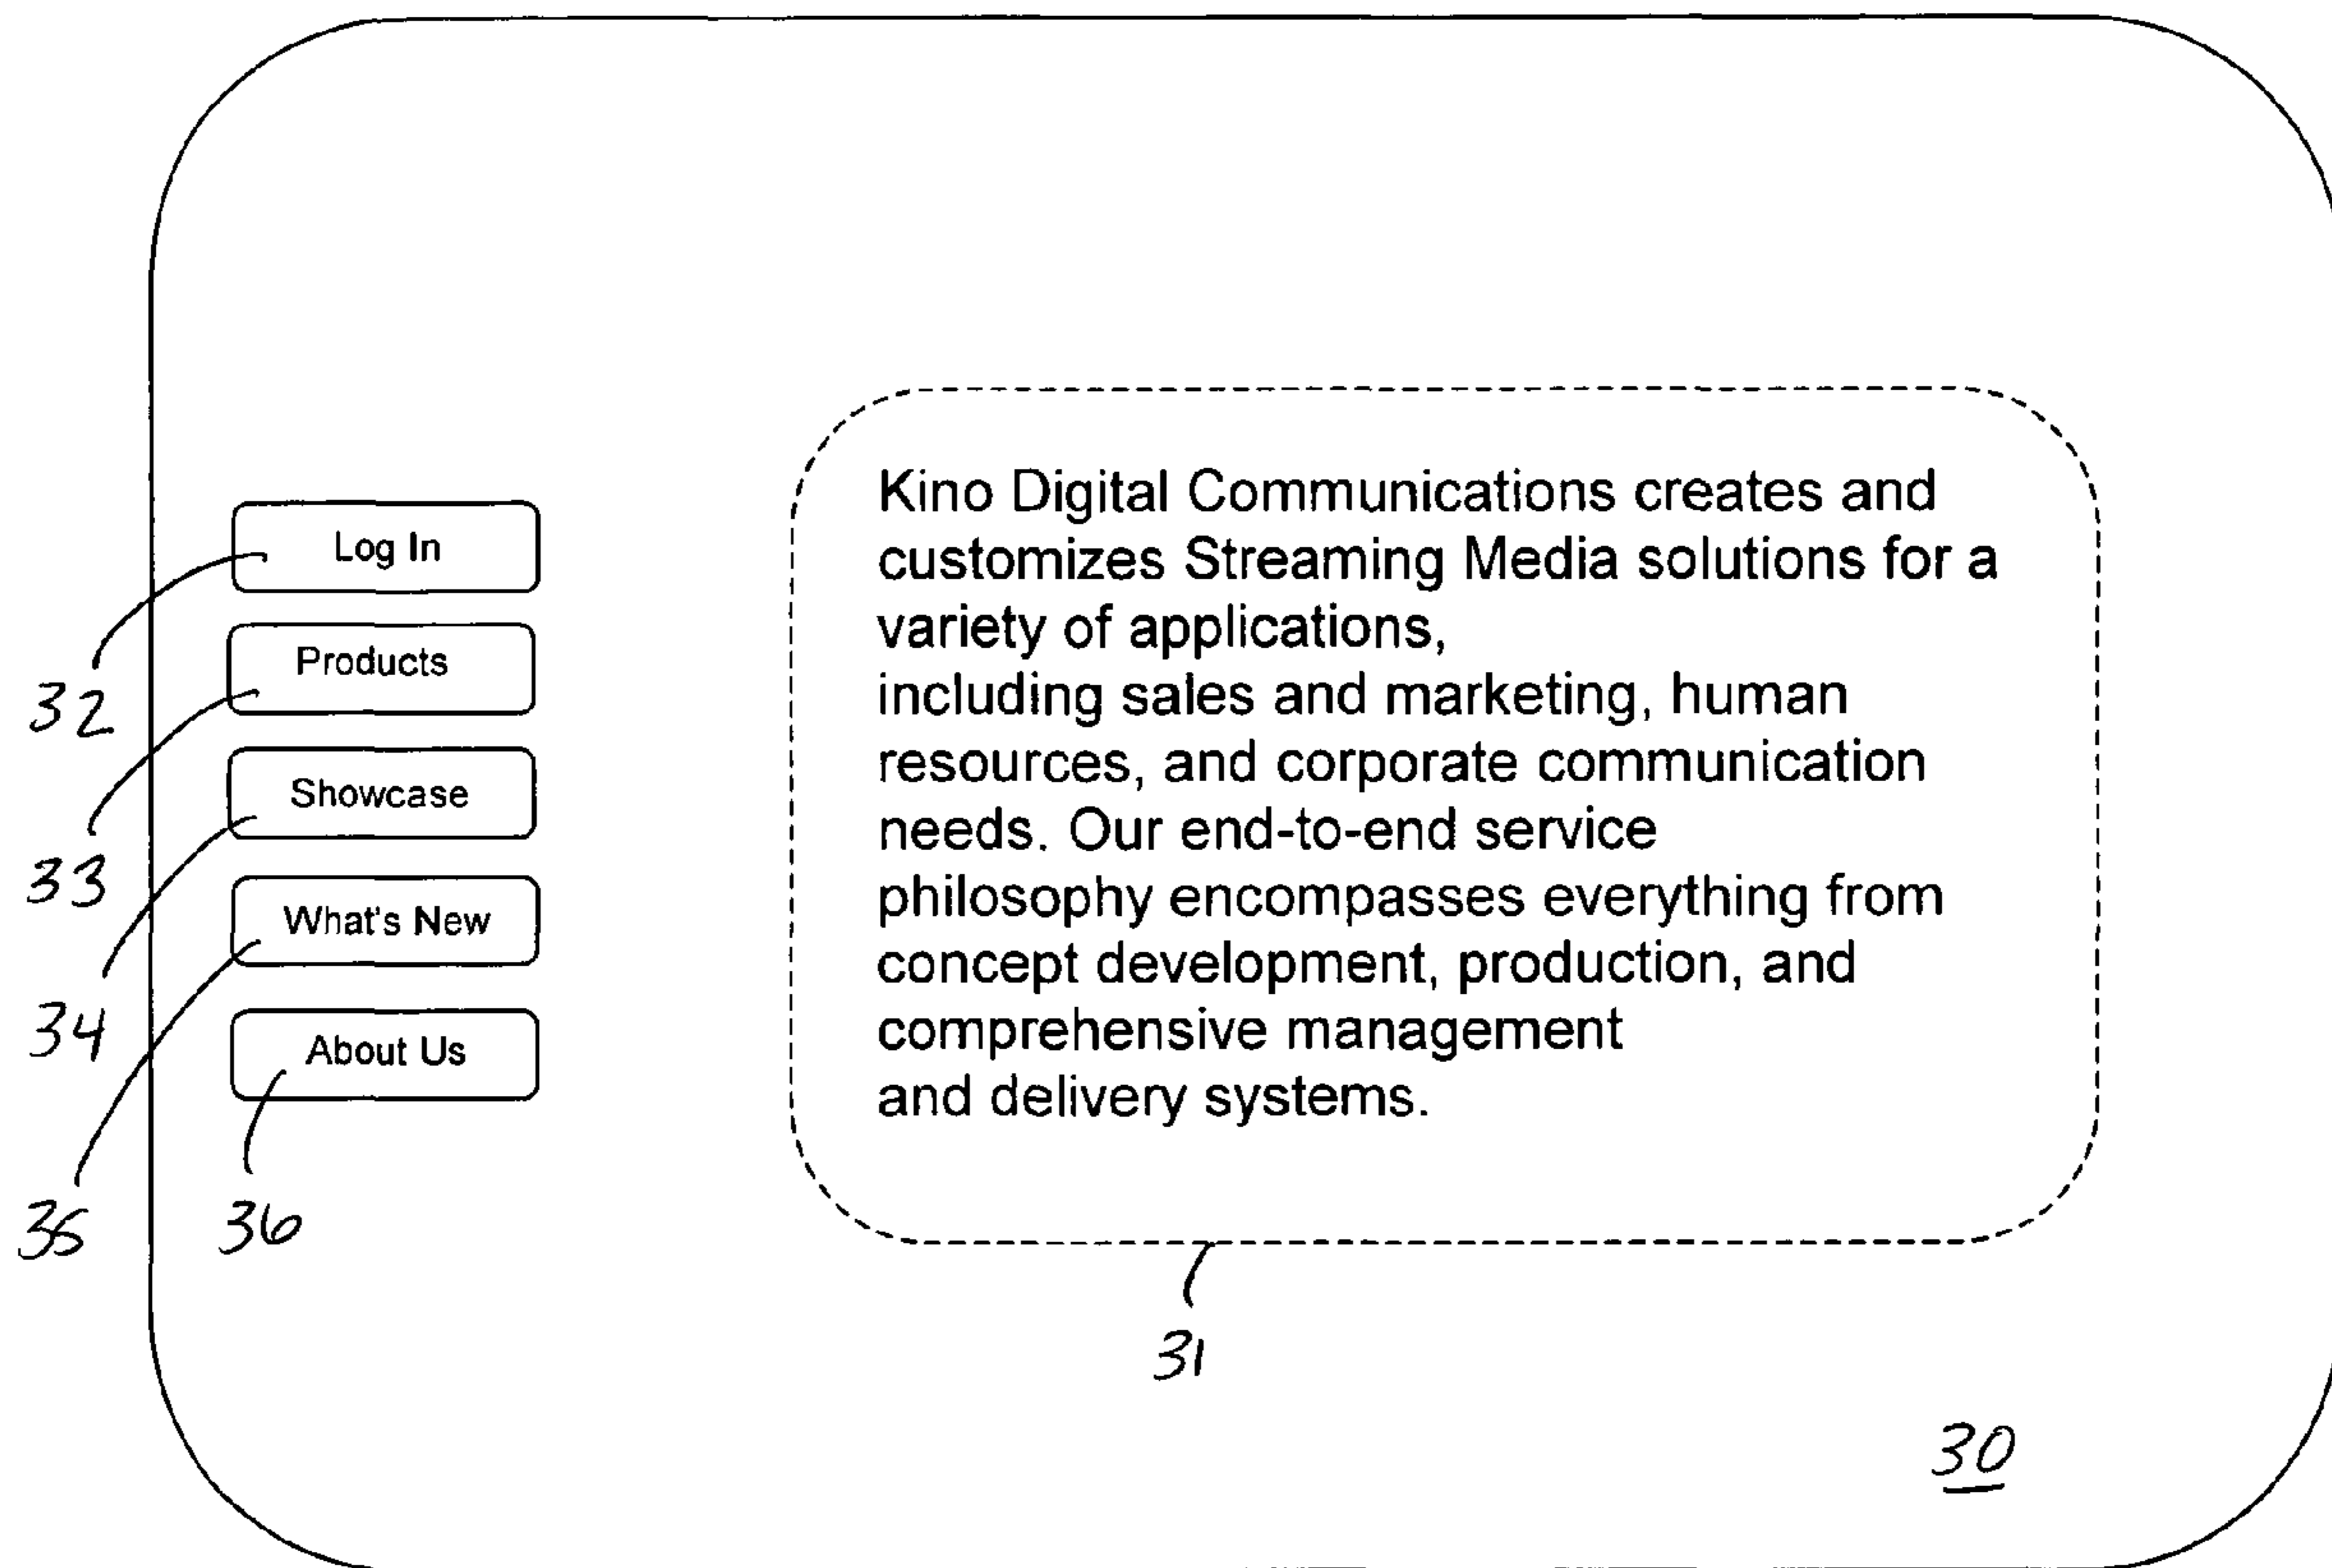 Log In
32
Products
33
Showcase
34
What's New
35
About Us
36
Kino Digital Communications creates and
customizes Streaming Media solutions for a
variety of applications,
including sales and marketing, human
resources, and corporate communication
needs. Our end-to-end service
philosophy encompasses everything from
concept development, production, and
comprehensive management
and delivery systems.
31
30